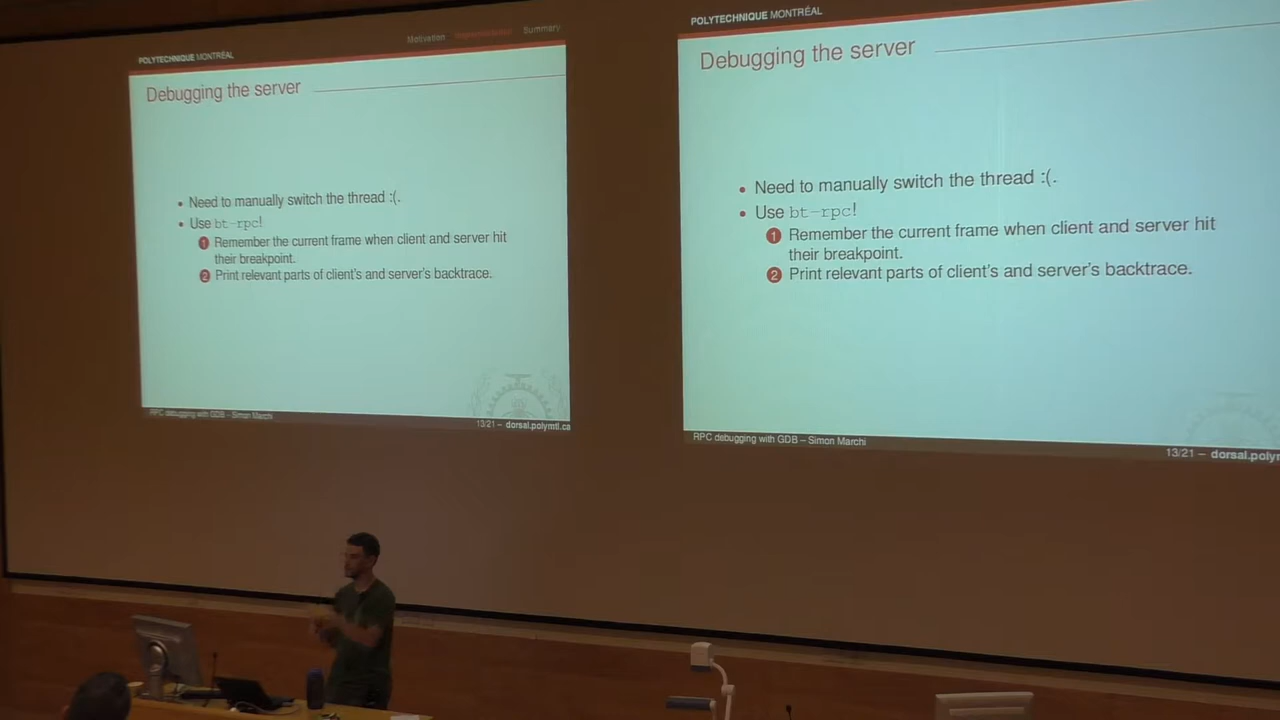 POLYTECHNIQUE MONTRÉAL
Motivation Implementation Summary
Debugging the server
• Need to manually switch the thread :(.
• Use bt-rpc!
1 Remember the current frame when client and server hit
their breakpoint.
2 Print relevant parts of client's and server's backtrace.
RPC debugging with GDB – Simon Marchi
13/21 – dorsal.polymtl.ca
POLYTECHNIQUE MONTRÉAL
Debugging the server
• Need to manually switch the thread :(.
• Use bt-rpc!
1 Remember the current frame when client and server hit
their breakpoint.
2 Print relevant parts of client's and server's backtrace.
RPC debugging with GDB – Simon Marchi
13/21 – dorsal.poly